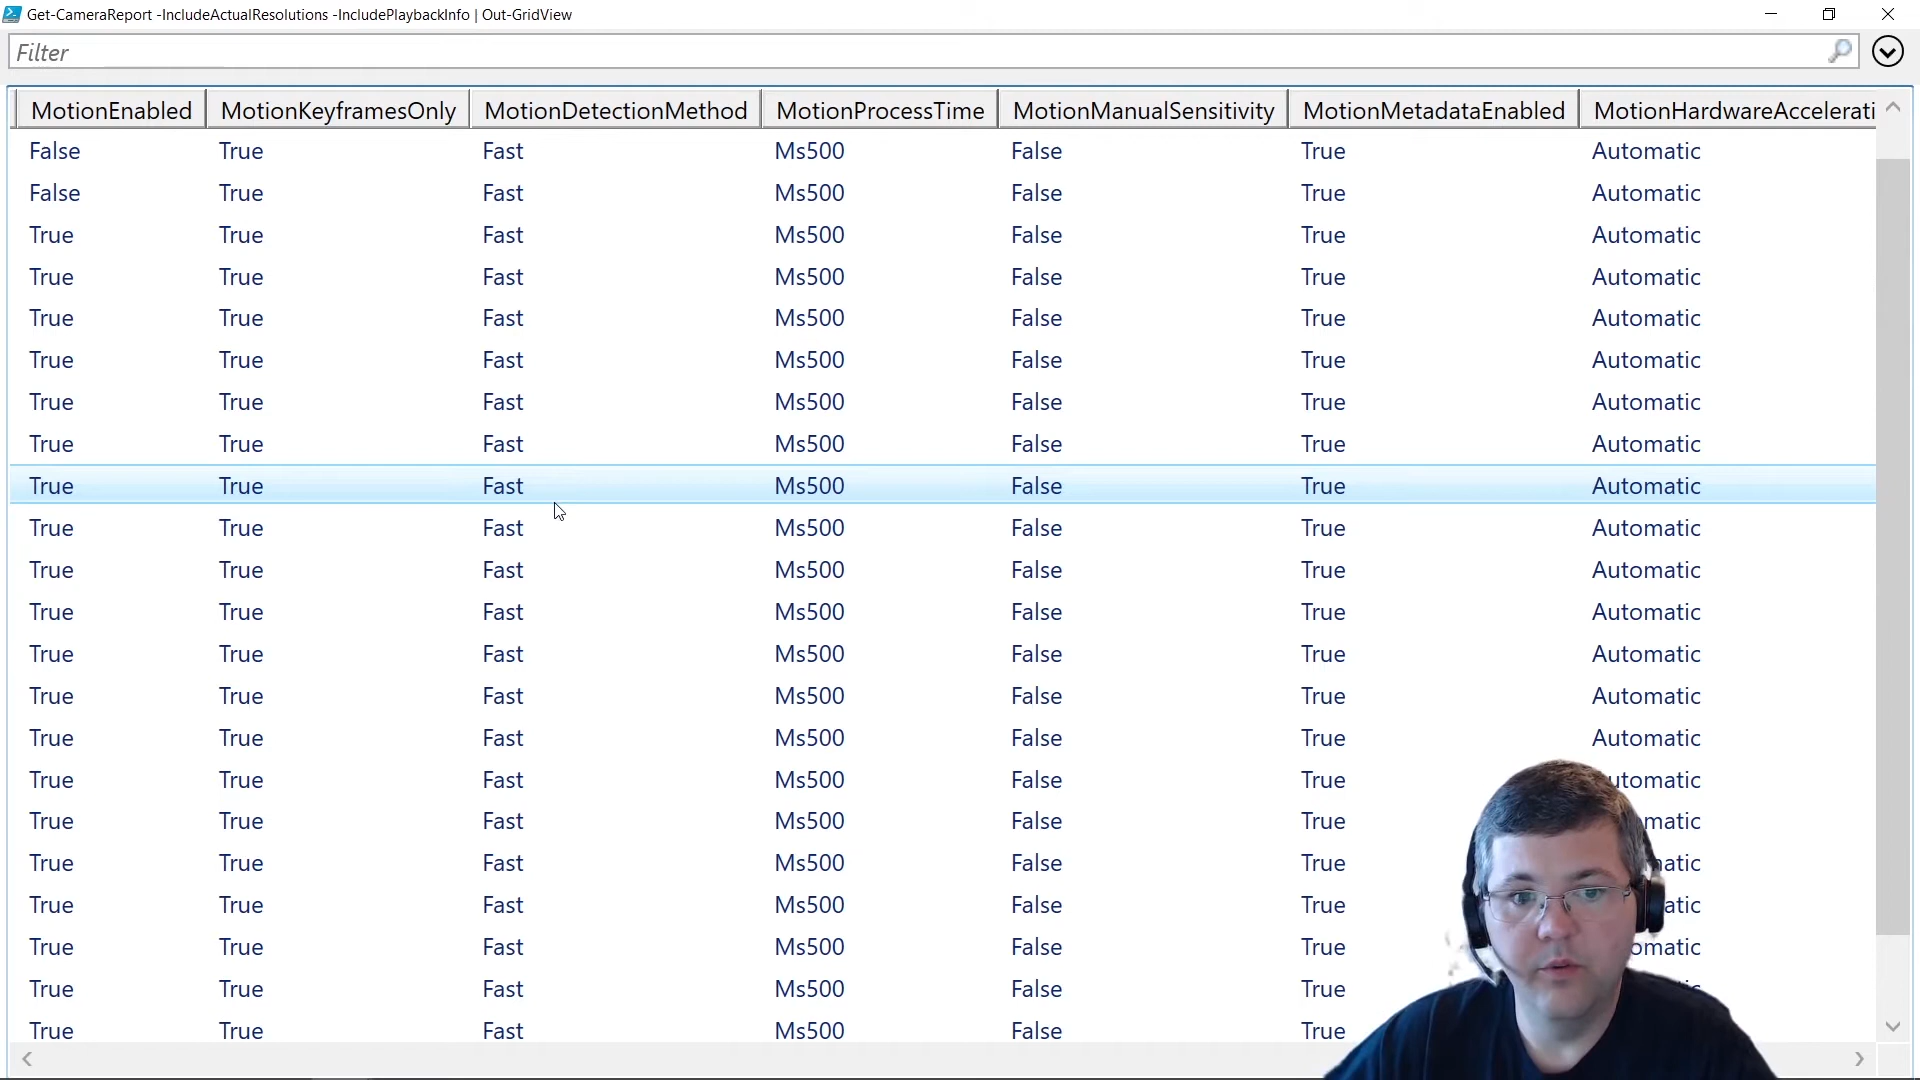 Get-CameraReport -IncludeActualResolutions -IncludePlaybackInfo | Out-GridView
Filter
MotionEnabled MotionKeyframesOnly MotionDetectionMethod MotionProcessTime MotionManualSensitivity MotionMetadataEnabled MotionHardwareAccelerati
False True Fast Ms500 False True Automatic
False True Fast Ms500 False True Automatic
True True Fast Ms500 False True Automatic
True True Fast Ms500 False True Automatic
True True Fast Ms500 False True Automatic
True True Fast Ms500 False True Automatic
True True Fast Ms500 False True Automatic
True True Fast Ms500 False True Automatic
True True Fast Ms500 False True Automatic
True True Fast Ms500 False True Automatic
True True Fast Ms500 False True Automatic
True True Fast Ms500 False True Automatic
True True Fast Ms500 False True Automatic
True True Fast Ms500 False True Automatic
True True Fast Ms500 False True Automatic
True True Fast Ms500 False True utomatic
True True Fast Ms500 False True matic
True True Fast Ms500 False True matic
True True Fast Ms500 False True atic
True True Fast Ms500 False True omatic
True True Fast Ms500 False True
True True Fast Ms500 False True